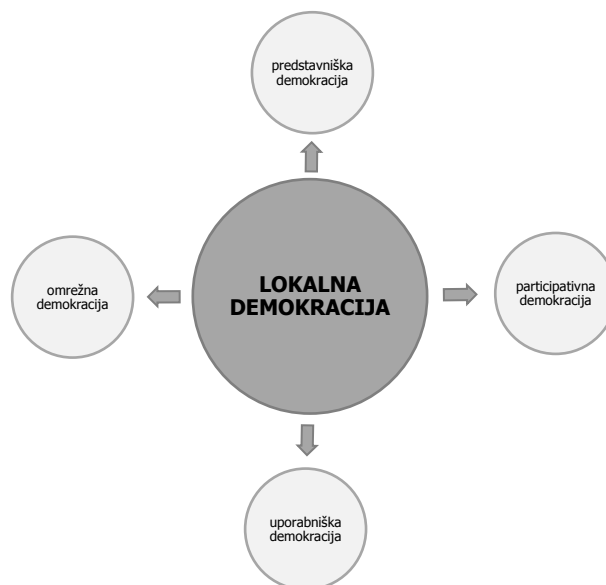 predstavniška
demokracija
LOKALNA
DEMOKRACIJA
omrežna
demokracija
participativna
demokracija
uporabniška
demokracija